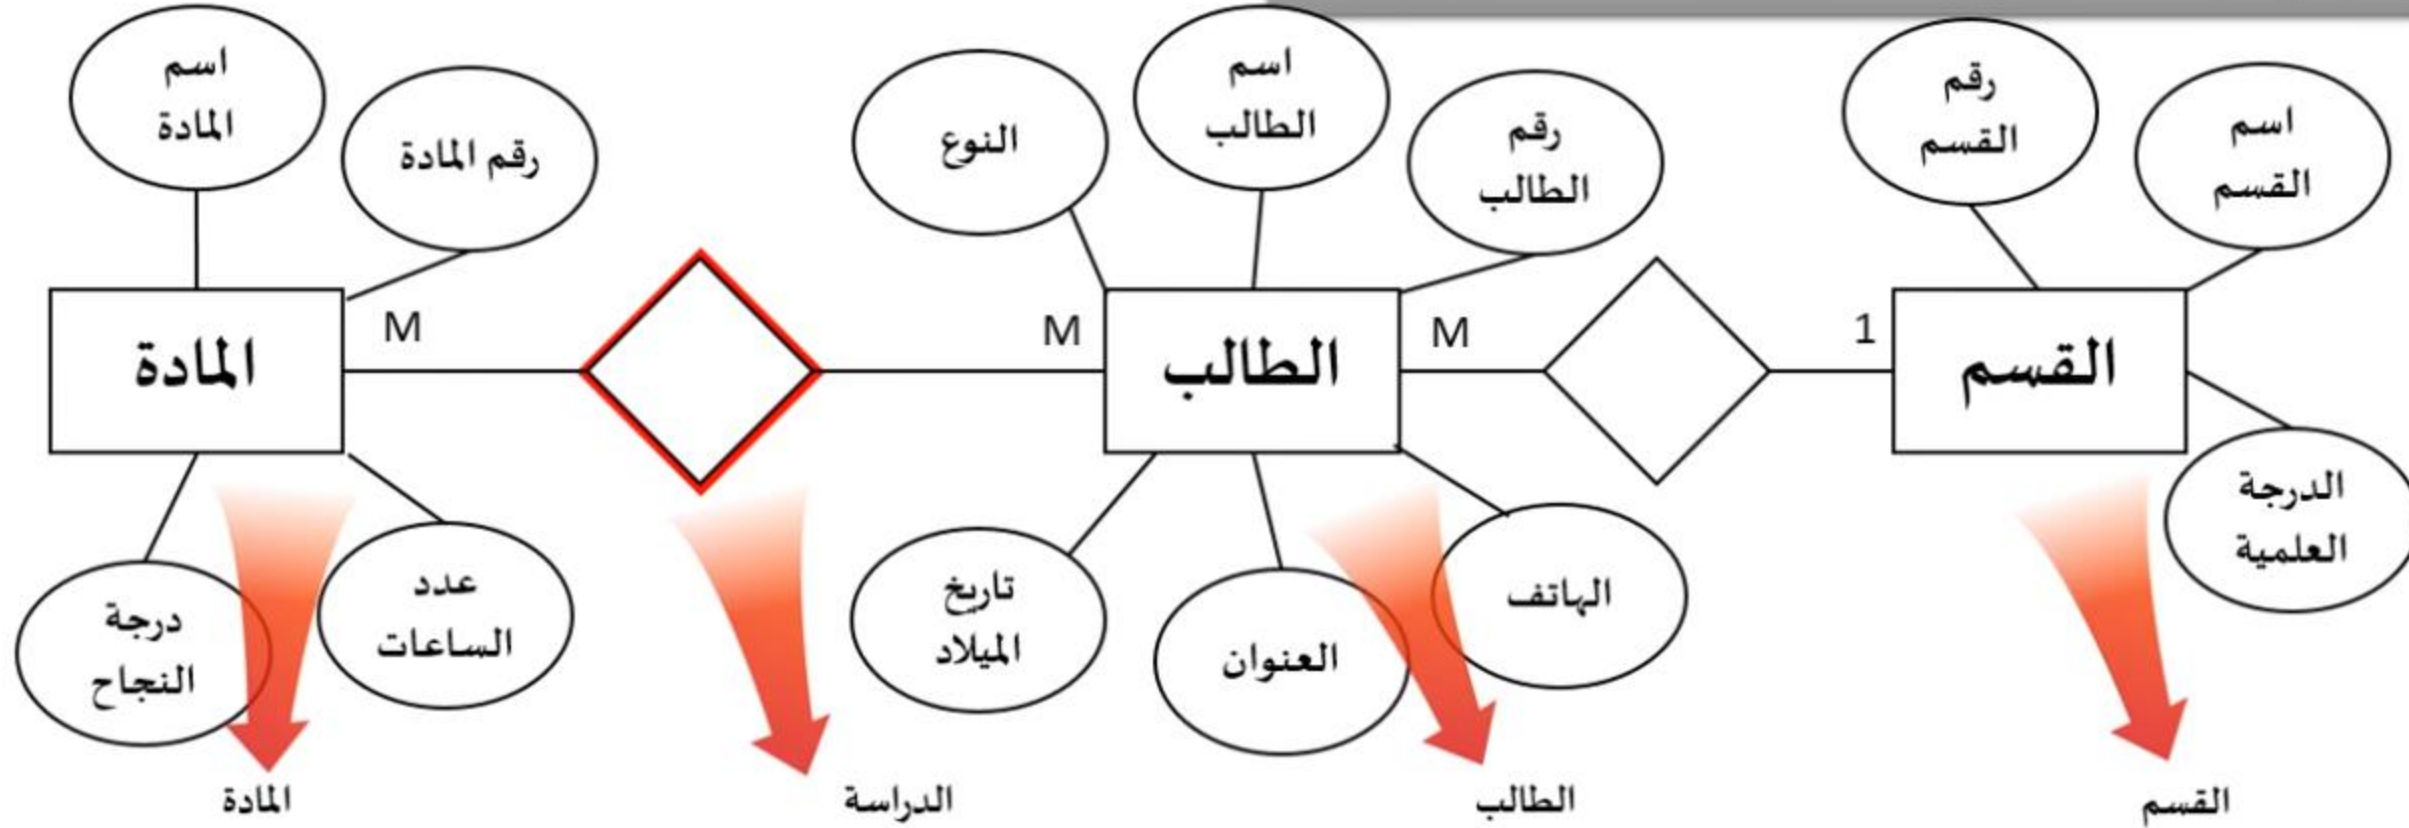 اسم
القسم
رقم
القسم
رقم
الطالب
اسم
الطالب
النوع
رقم المادة
اسم
المادة
القسم
1
M
الطالب
M
M
المادة
الدرجة
العلمية
الهاتف
العنوان
تاريخ
الميلاد
عدد
الساعات
درجة
النجاح
القسم
الطالب
الدراسة
المادة